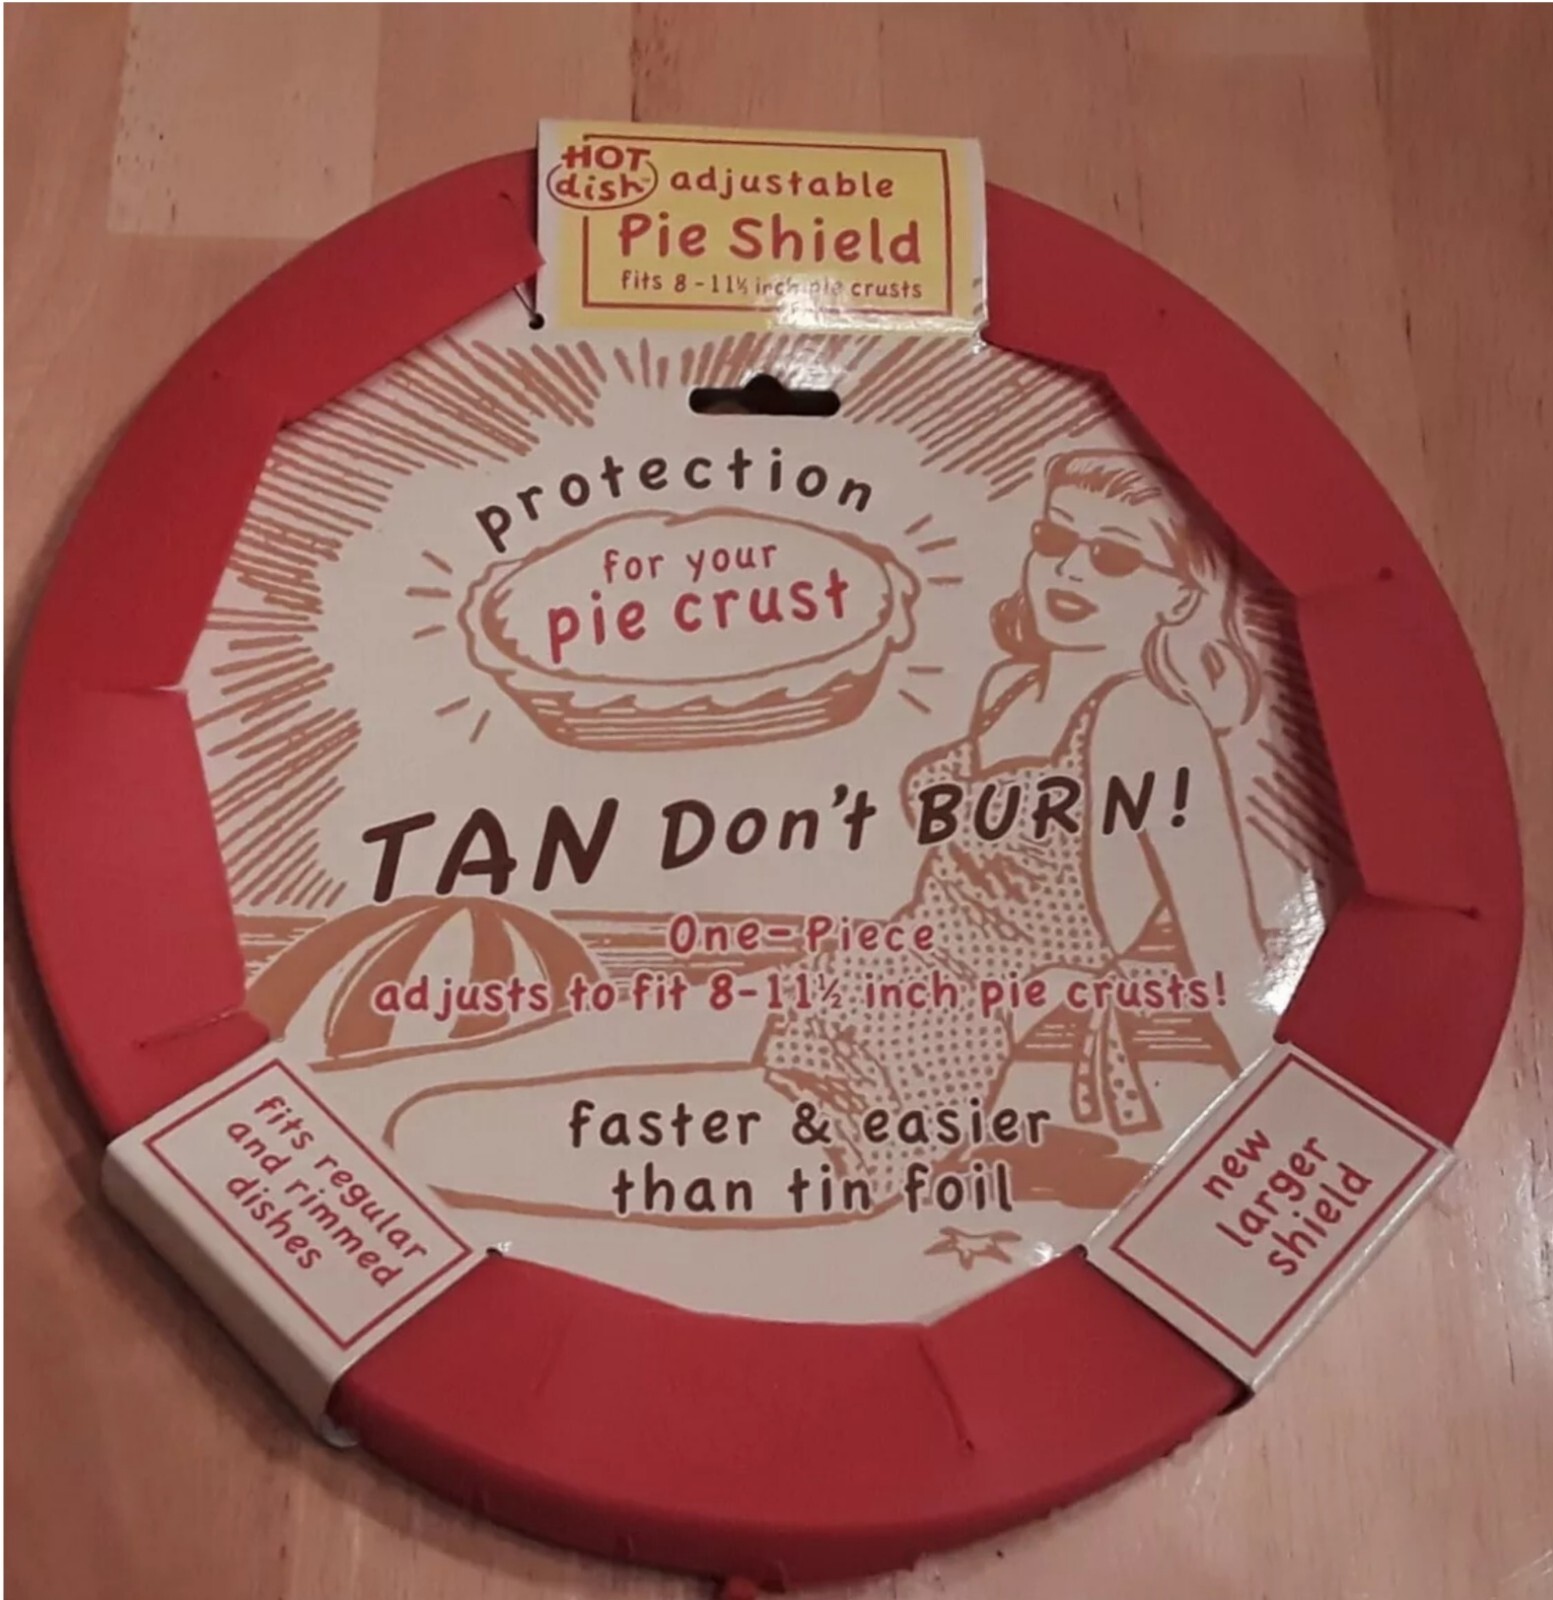 HOT
dish
adjustable
Pie Shield
fits 8-11½ inch pie crusts
protection
for your
pie crust
TAN Don't BURN!
One-Piece
adjusts to fit 8-11½ inch pie crusts!
faster & easier
than tin foil
fits regular
and rimmed
dishes
new
larger
shield